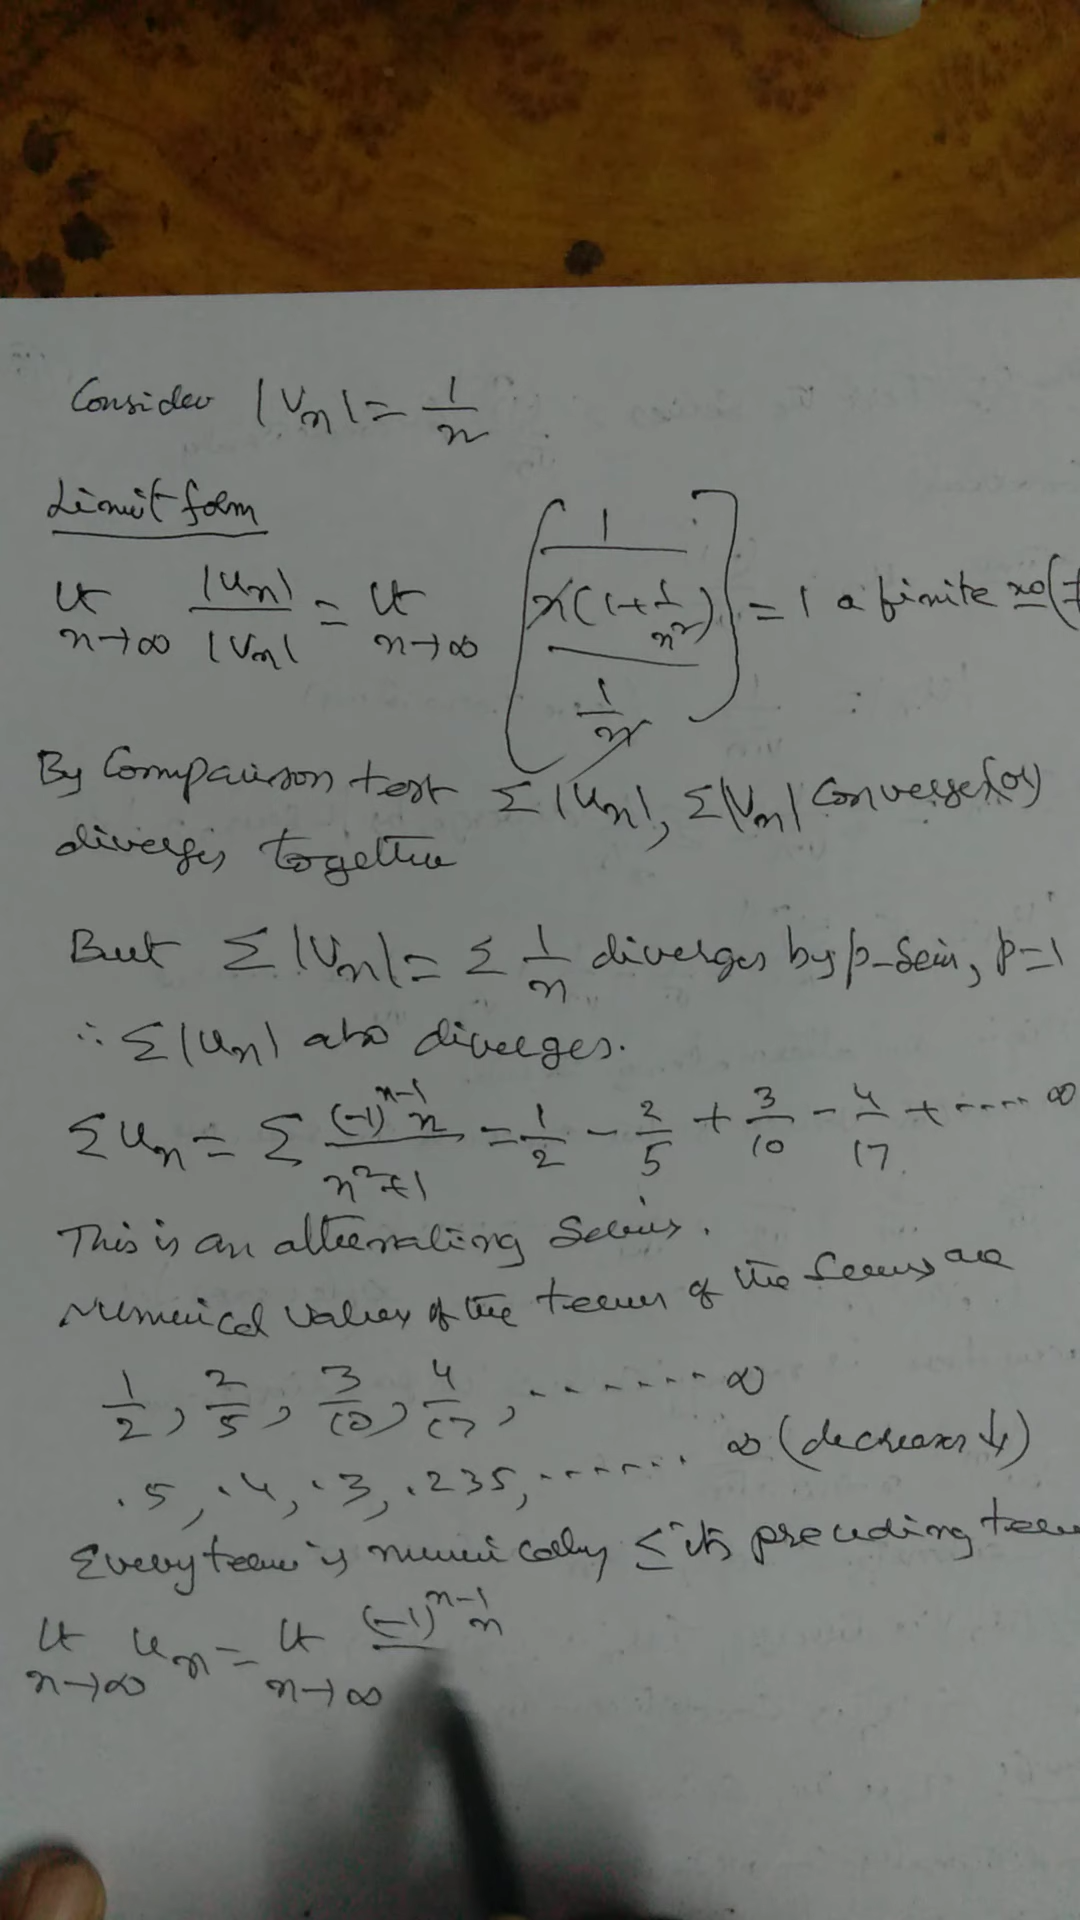 Consider |Vn| = 1/n
Limit form
lt n→∞ |un|/|Vn| = lt n→∞ [ 1/(n(1+1/n²)) / (1/n) ] = 1 a finite no (≠
By Comparison test Σ|un|, Σ|Vn| Converges (or)
diverges together
But Σ|Vn| = Σ 1/n diverges by p-series, p=1
∴ Σ|un| also diverges.
Σun = Σ (-1)^(n-1) n / (n²+1) = 1/2 - 2/5 + 3/10 - 4/17 + ..... ∞
This is an alternating Series.
Numerical values of the terms of the series are
1/2, 2/5, 3/10, 4/17, ....... ∞
.5, .4, .3, .235, ....... ∞ (decreases ↓)
Every term is numerically ≤ its preceding term
lt n→∞ un = lt n→∞ (-1)^(n-1) n